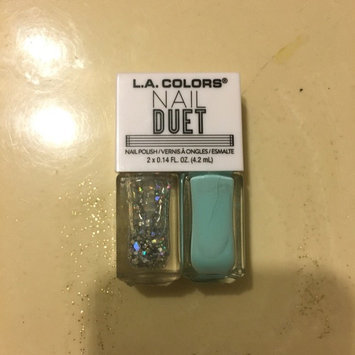 L.A. COLORS®
NAIL
DUET
NAIL POLISH / VERNIS À ONGLES / ESMALTE
2 x 0.14 FL. OZ. (4.2 mL)